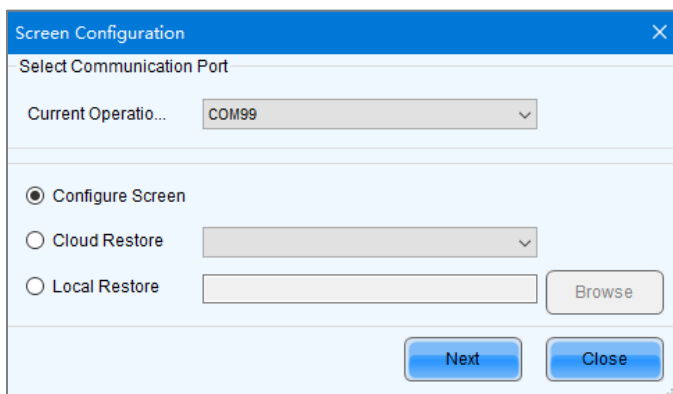 Screen Configuration
Select Communication Port
Current Operatio... COM99
Configure Screen
Cloud Restore
Local Restore Browse
Next Close